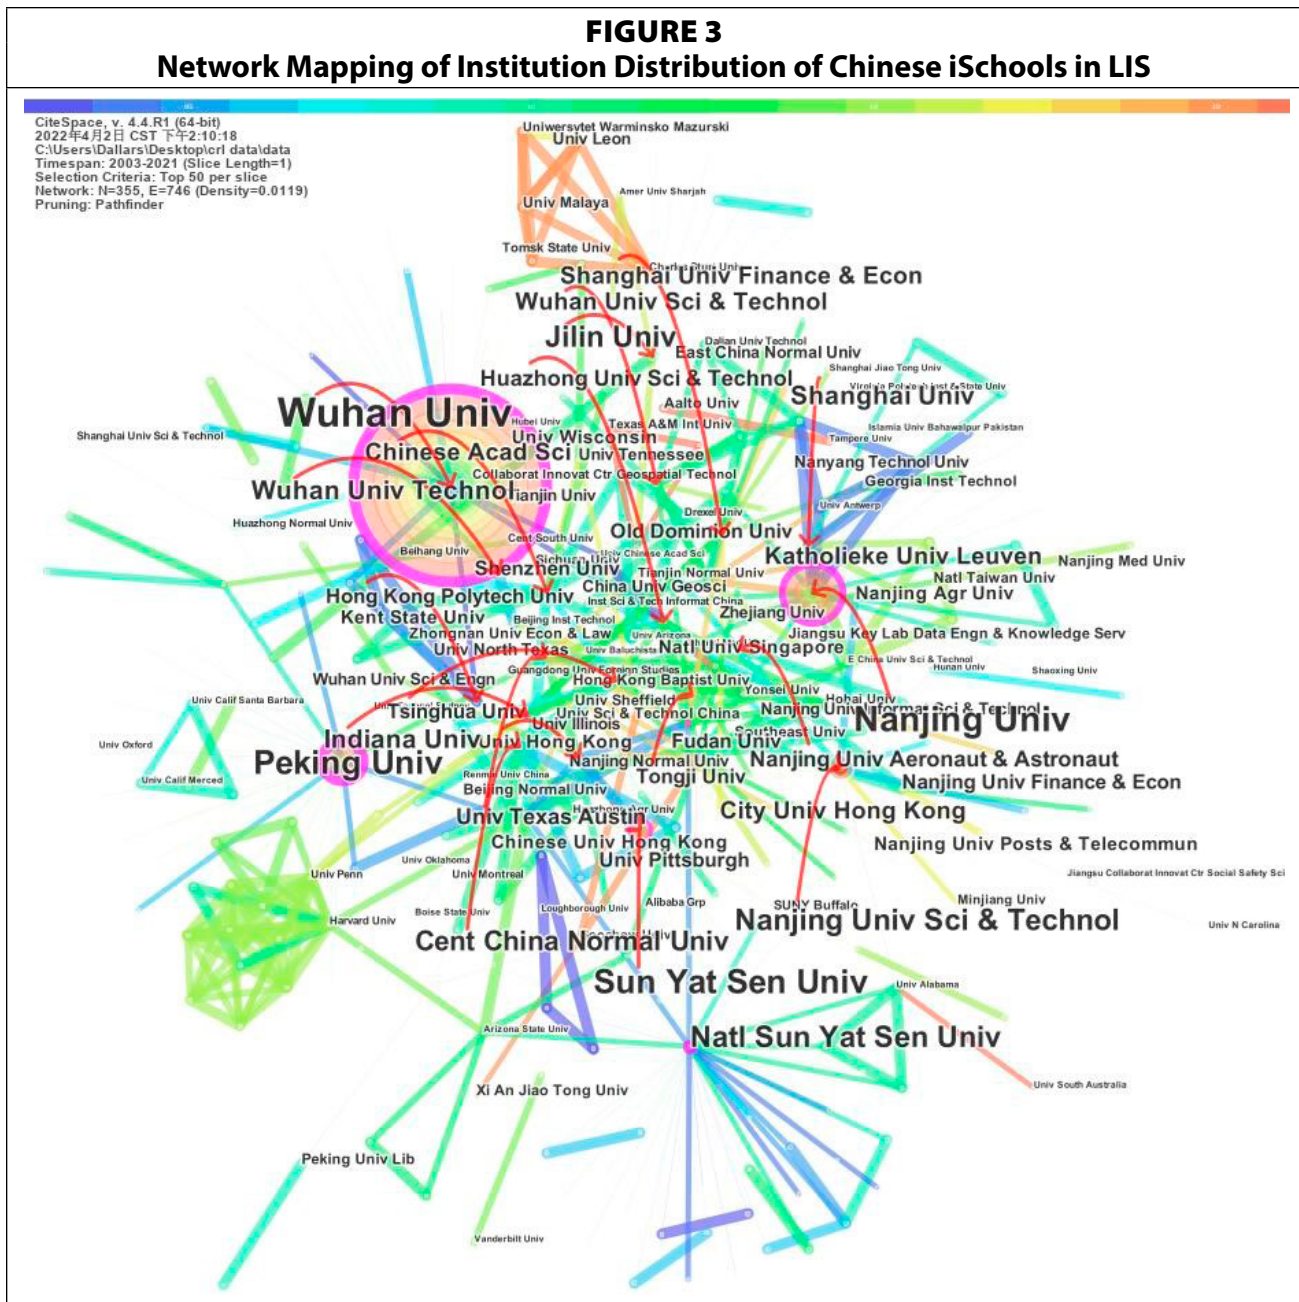 FIGURE 3
Network Mapping of Institution Distribution of Chinese iSchools in LIS
CiteSpace, v. 4.4.R1 (64-bit)
2022年4月2日 CST 下午2:10:18
C:\Users\Dallars\Desktop\crl data\data
Timespan: 2003-2021 (Slice Length=1)
Selection Criteria: Top 50 per slice
Network: N=355, E=746 (Density=0.0119)
Pruning: Pathfinder
Uniwersytet Warminsko Mazurski
Univ Leon
Amer Univ Sharjah
Univ Malaya
Tomsk State Univ
Shanghai Univ Finance & Econ
Wuhan Univ Sci & Technol
Jilin Univ
Dalian Univ Technol
East China Normal Univ
Shanghai Jiao Tong Univ
Huazhong Univ Sci & Technol
Shanghai Univ
Aalto Univ
Wuhan Univ
Hubei Univ
Texas A&M Int Univ
Islamia Univ Bahawalpur Pakistan
Shanghai Univ Sci & Technol
Univ Wisconsin
Tampere Univ
Chinese Acad Sci
Univ Tennessee
Nanyang Technol Univ
Collaborat Innovat Ctr Geospatial Technol
Georgia Inst Technol
Wuhan Univ Technol
Tianjin Univ
Univ Antwerp
Drexel Univ
Huazhong Normal Univ
Old Dominion Univ
Cent South Univ
Beihang Univ
Sichuan Univ
Univ Chinese Acad Sci
Katholieke Univ Leuven
Nanjing Med Univ
Shenzhen Univ
Tianjin Normal Univ
Natl Taiwan Univ
China Univ Geosci
Hong Kong Polytech Univ
Inst Sci & Tech Informat China
Nanjing Agr Univ
Zhejiang Univ
Kent State Univ
Beijing Inst Technol
Zhongnan Univ Econ & Law
Univ Arizona
Jiangsu Key Lab Data Engn & Knowledge Serv
Univ North Texas
Natl Univ Singapore
E China Univ Sci & Technol
Hunan Univ
Shaoxing Univ
Guangdong Univ Foreign Studies
Wuhan Univ Sci & Engn
Hong Kong Baptist Univ
Yonsei Univ
Hohai Univ
Univ Calif Santa Barbara
Univ Sheffield
Tsinghua Univ
Univ Sci & Technol China
Nanjing Univ Informat Sci & Technol
Univ Illinois
Nanjing Univ
Southeast Univ
Indiana Univ
Univ Hong Kong
Fudan Univ
Univ Oxford
Peking Univ
Nanjing Normal Univ
Nanjing Univ Aeronaut & Astronaut
Renmin Univ China
Tongji Univ
Univ Calif Merced
Nanjing Univ Finance & Econ
Beijing Normal Univ
Huazhong Agr Univ
City Univ Hong Kong
Univ Texas Austin
Chinese Univ Hong Kong
Nanjing Univ Posts & Telecommun
Univ Oklahoma
Univ Pittsburgh
Univ Penn
Univ Montreal
Jiangsu Collaborat Innovat Ctr Social Safety Sci
Alibaba Grp
Minjiang Univ
SUNY Buffalo
Loughborough Univ
Boise State Univ
Harvard Univ
Nanjing Univ Sci & Technol
Univ N Carolina
Cent China Normal Univ
Sun Yat Sen Univ
Univ Alabama
Arizona State Univ
Natl Sun Yat Sen Univ
Univ South Australia
Xi An Jiao Tong Univ
Peking Univ Lib
Vanderbilt Univ